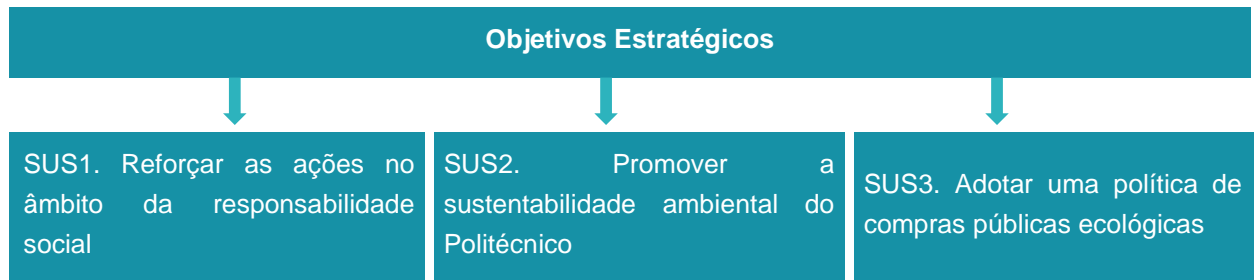 Objetivos Estratégicos
SUS1. Reforçar as ações no
âmbito da responsabilidade
social
SUS2. Promover a
sustentabilidade ambiental do
Politécnico
SUS3. Adotar uma política de
compras públicas ecológicas